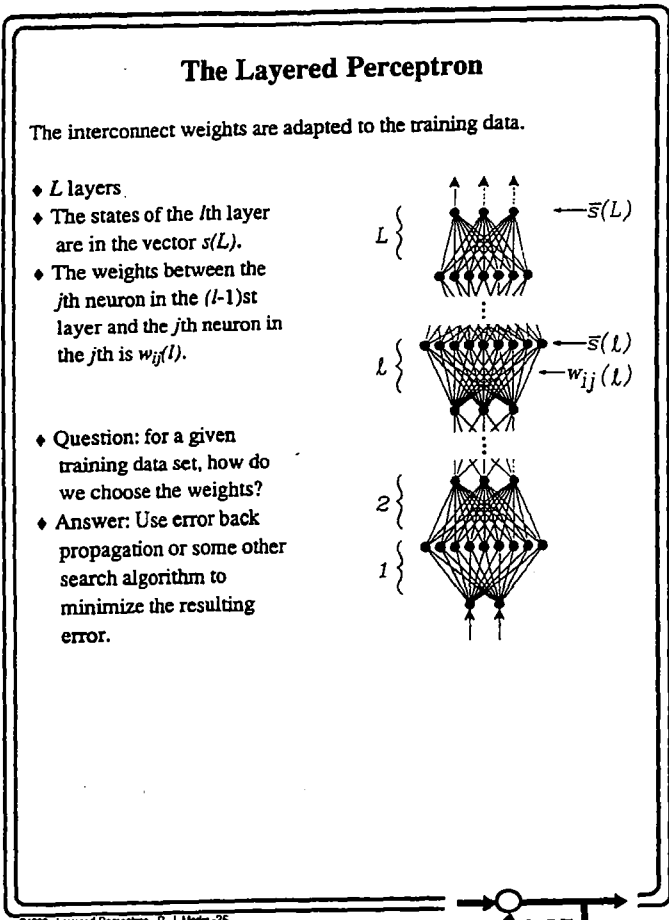 The Layered Perceptron
The interconnect weights are adapted to the training data.
♦ L layers
♦ The states of the lth layer
are in the vector s(L).
♦ The weights between the
jth neuron in the (l-1)st
layer and the jth neuron in
the jth is w_ij(l).
♦ Question: for a given
training data set, how do
we choose the weights?
♦ Answer: Use error back
propagation or some other
search algorithm to
minimize the resulting
error.
L
s̅(L)
ℓ
s̅(ℓ)
w_ij(ℓ)
2
1